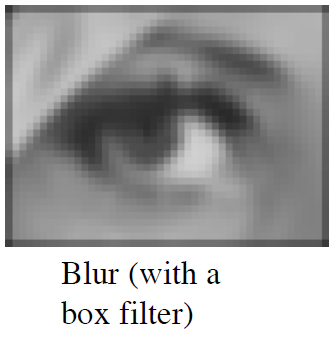 Blur (with a
box filter)